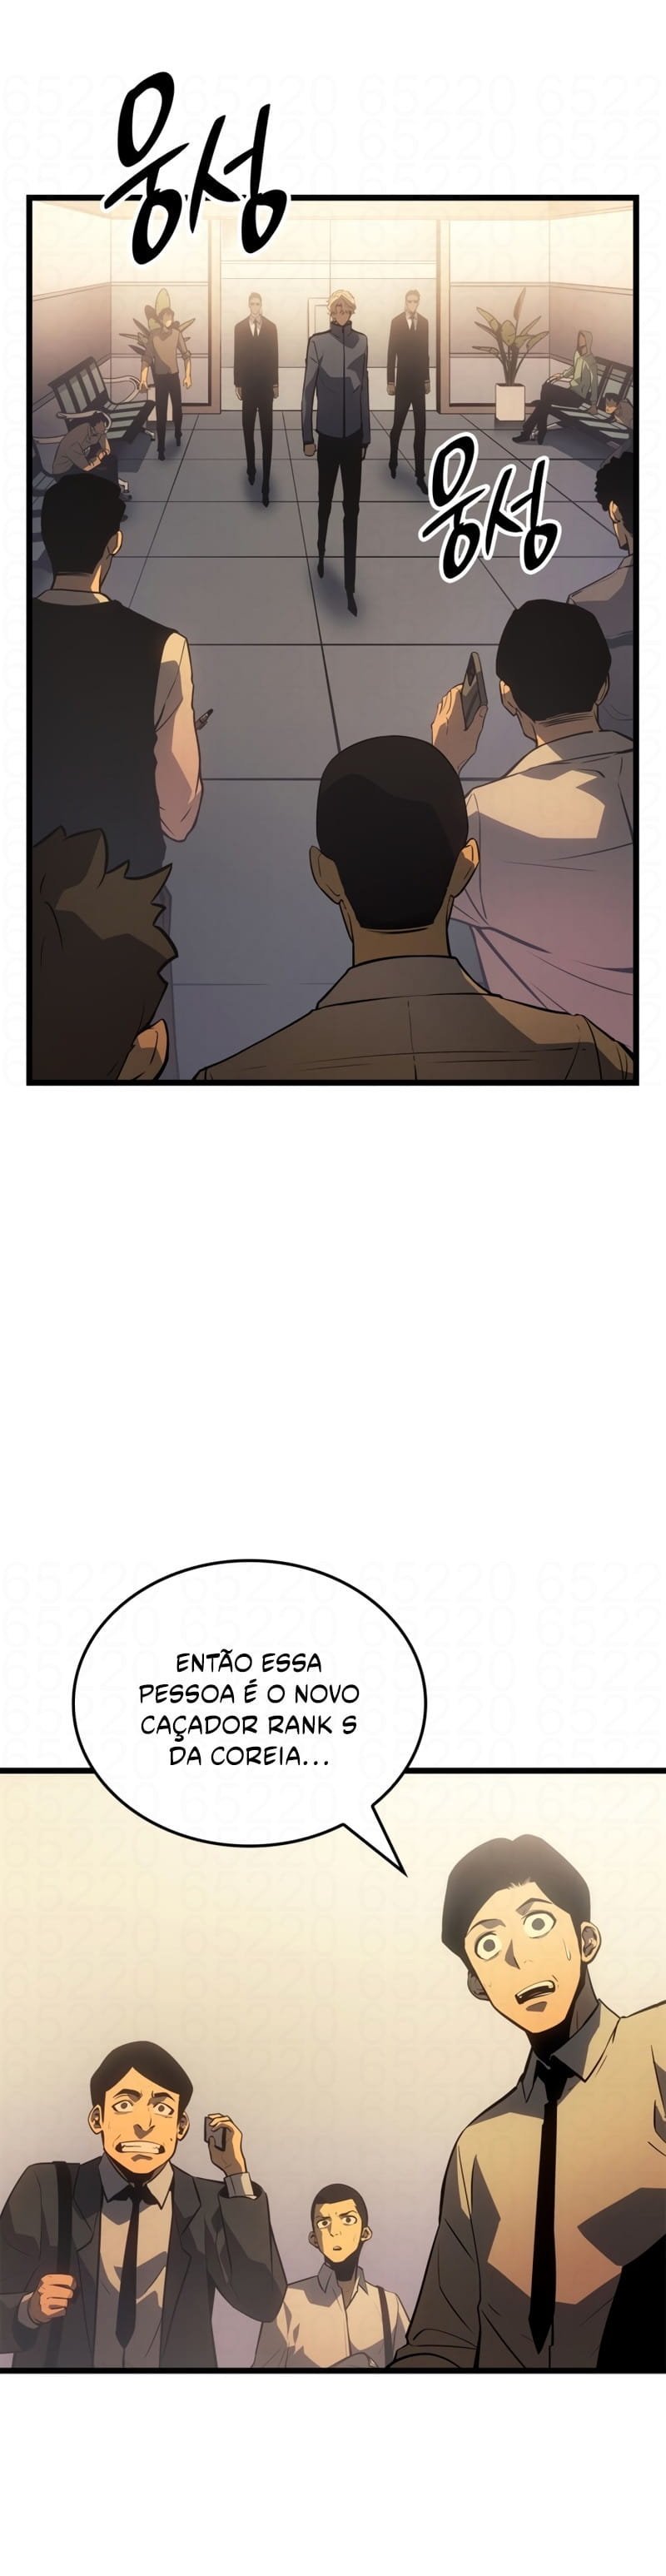 웅성
웅성
ENTÃO ESSA
PESSOA É O NOVO
CAÇADOR RANK S
DA COREIA...